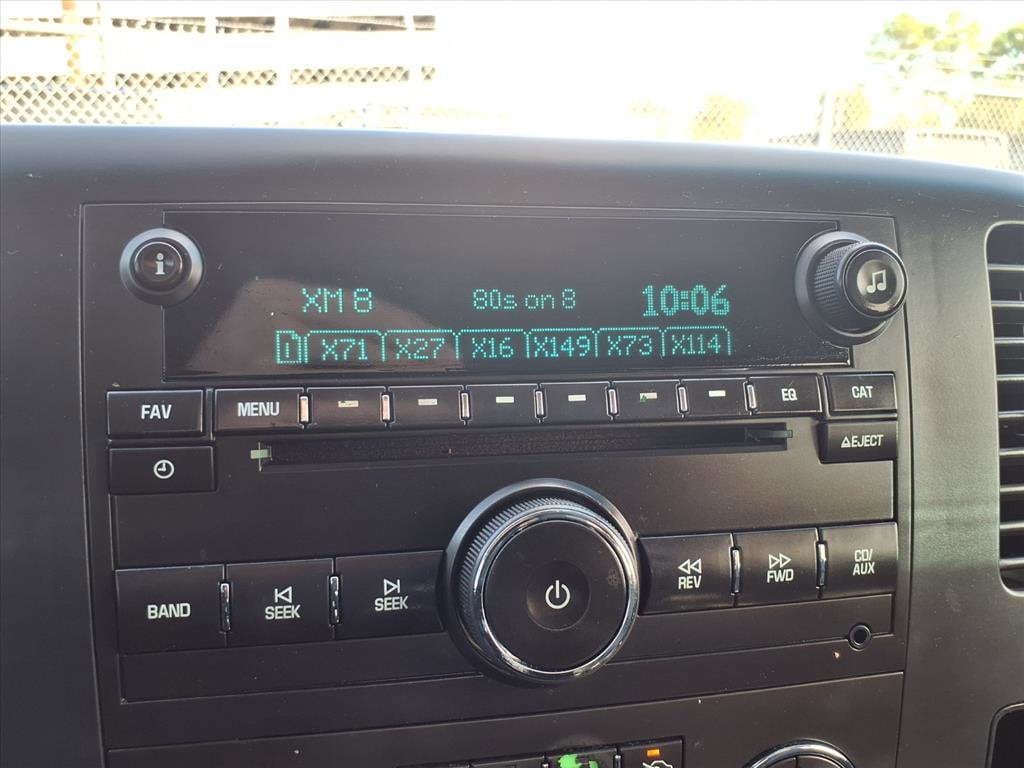 i
XM 8 80s on 8 10:06
1 X71 X27 X16 X149 X73 X114
FAV MENU EQ CAT
EJECT
BAND SEEK SEEK REV FWD CD/
AUX